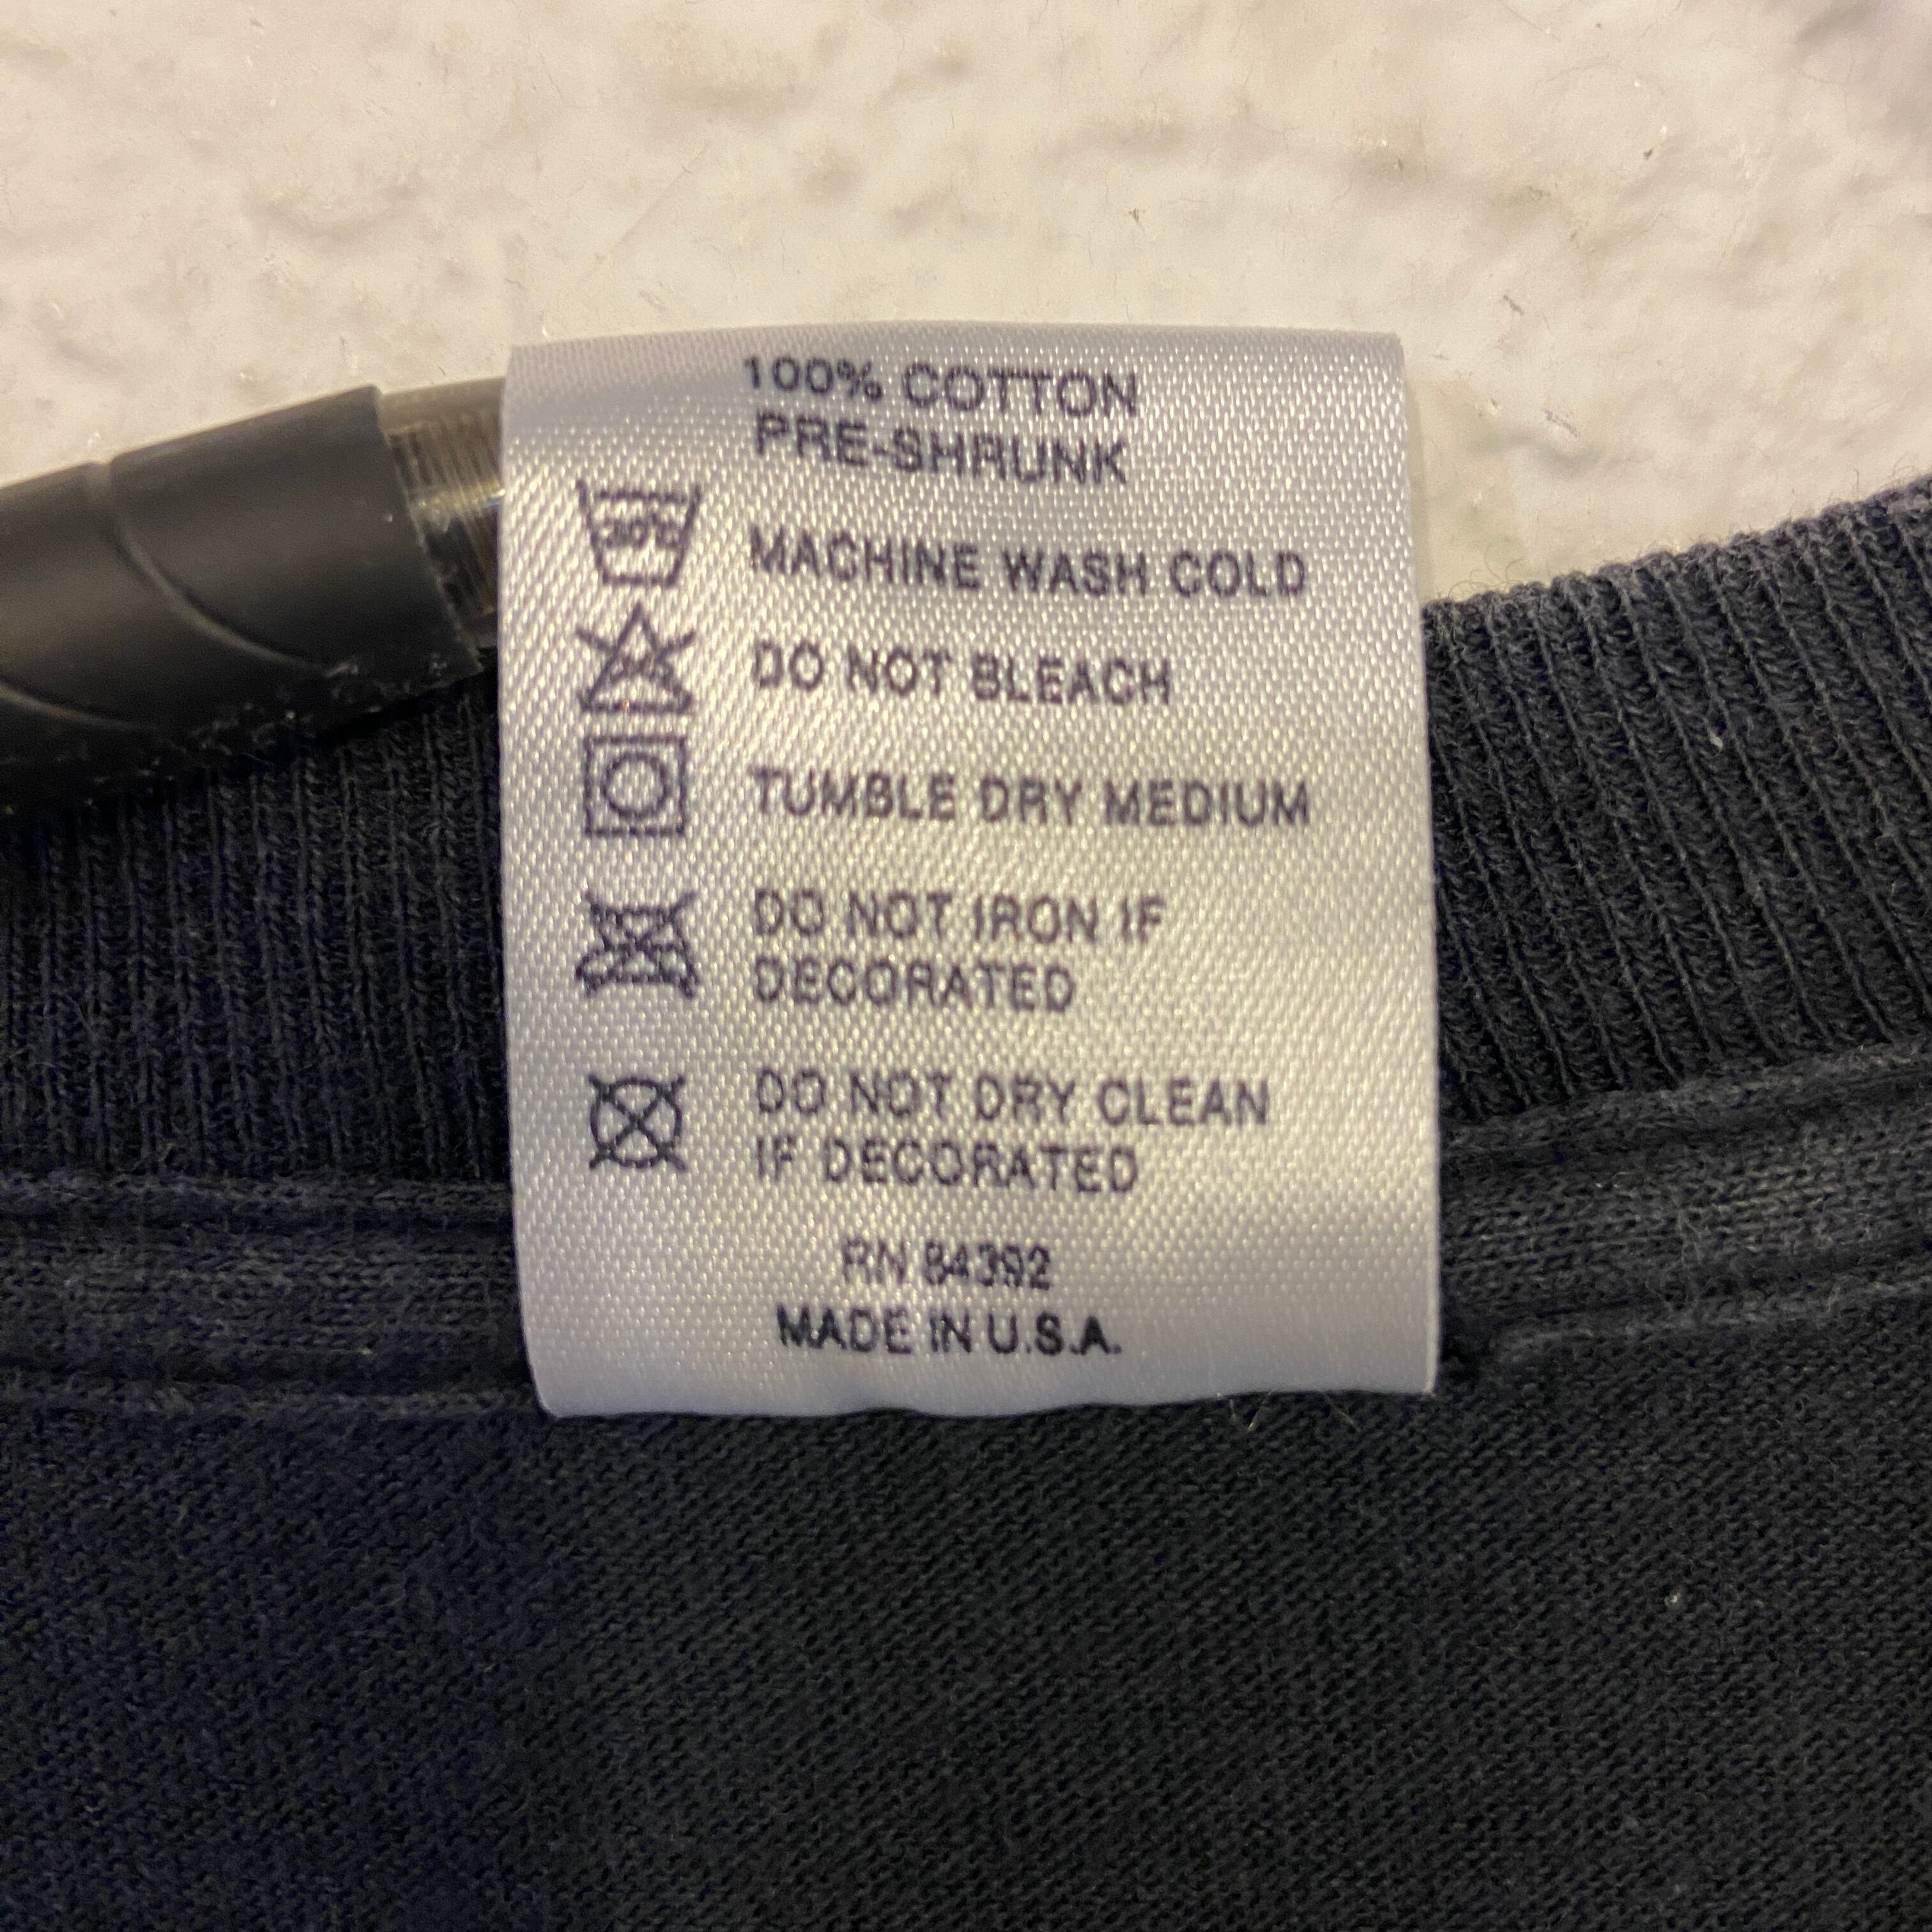 100% COTTON
PRE-SHRUNK
MACHINE WASH COLD
DO NOT BLEACH
TUMBLE DRY MEDIUM
DO NOT IRON IF
DECORATED
DO NOT DRY CLEAN
IF DECORATED
RN 84392
MADE IN U.S.A.